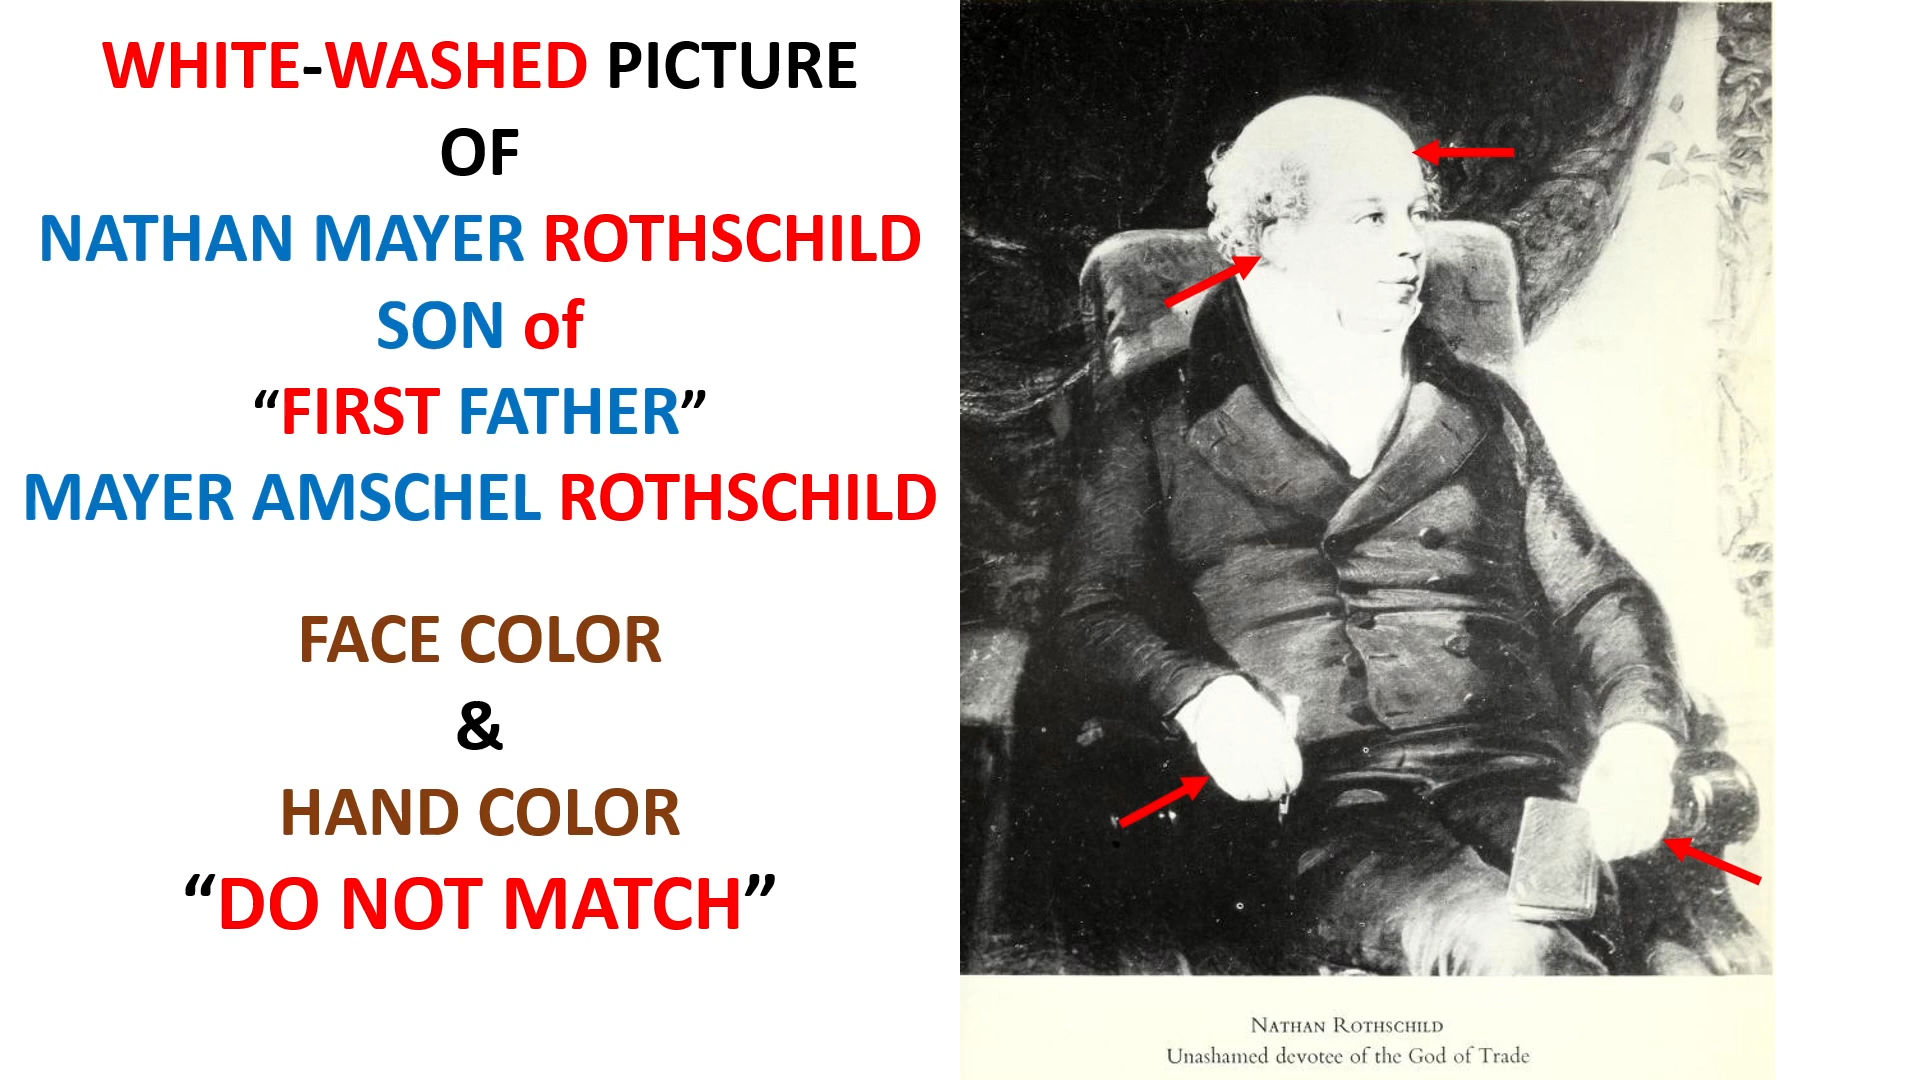 WHITE-WASHED PICTURE
OF
NATHAN MAYER ROTHSCHILD
SON of
“FIRST FATHER”
MAYER AMSCHEL ROTHSCHILD
FACE COLOR
&
HAND COLOR
“DO NOT MATCH”
NATHAN ROTHSCHILD
Unashamed devotee of the God of Trade